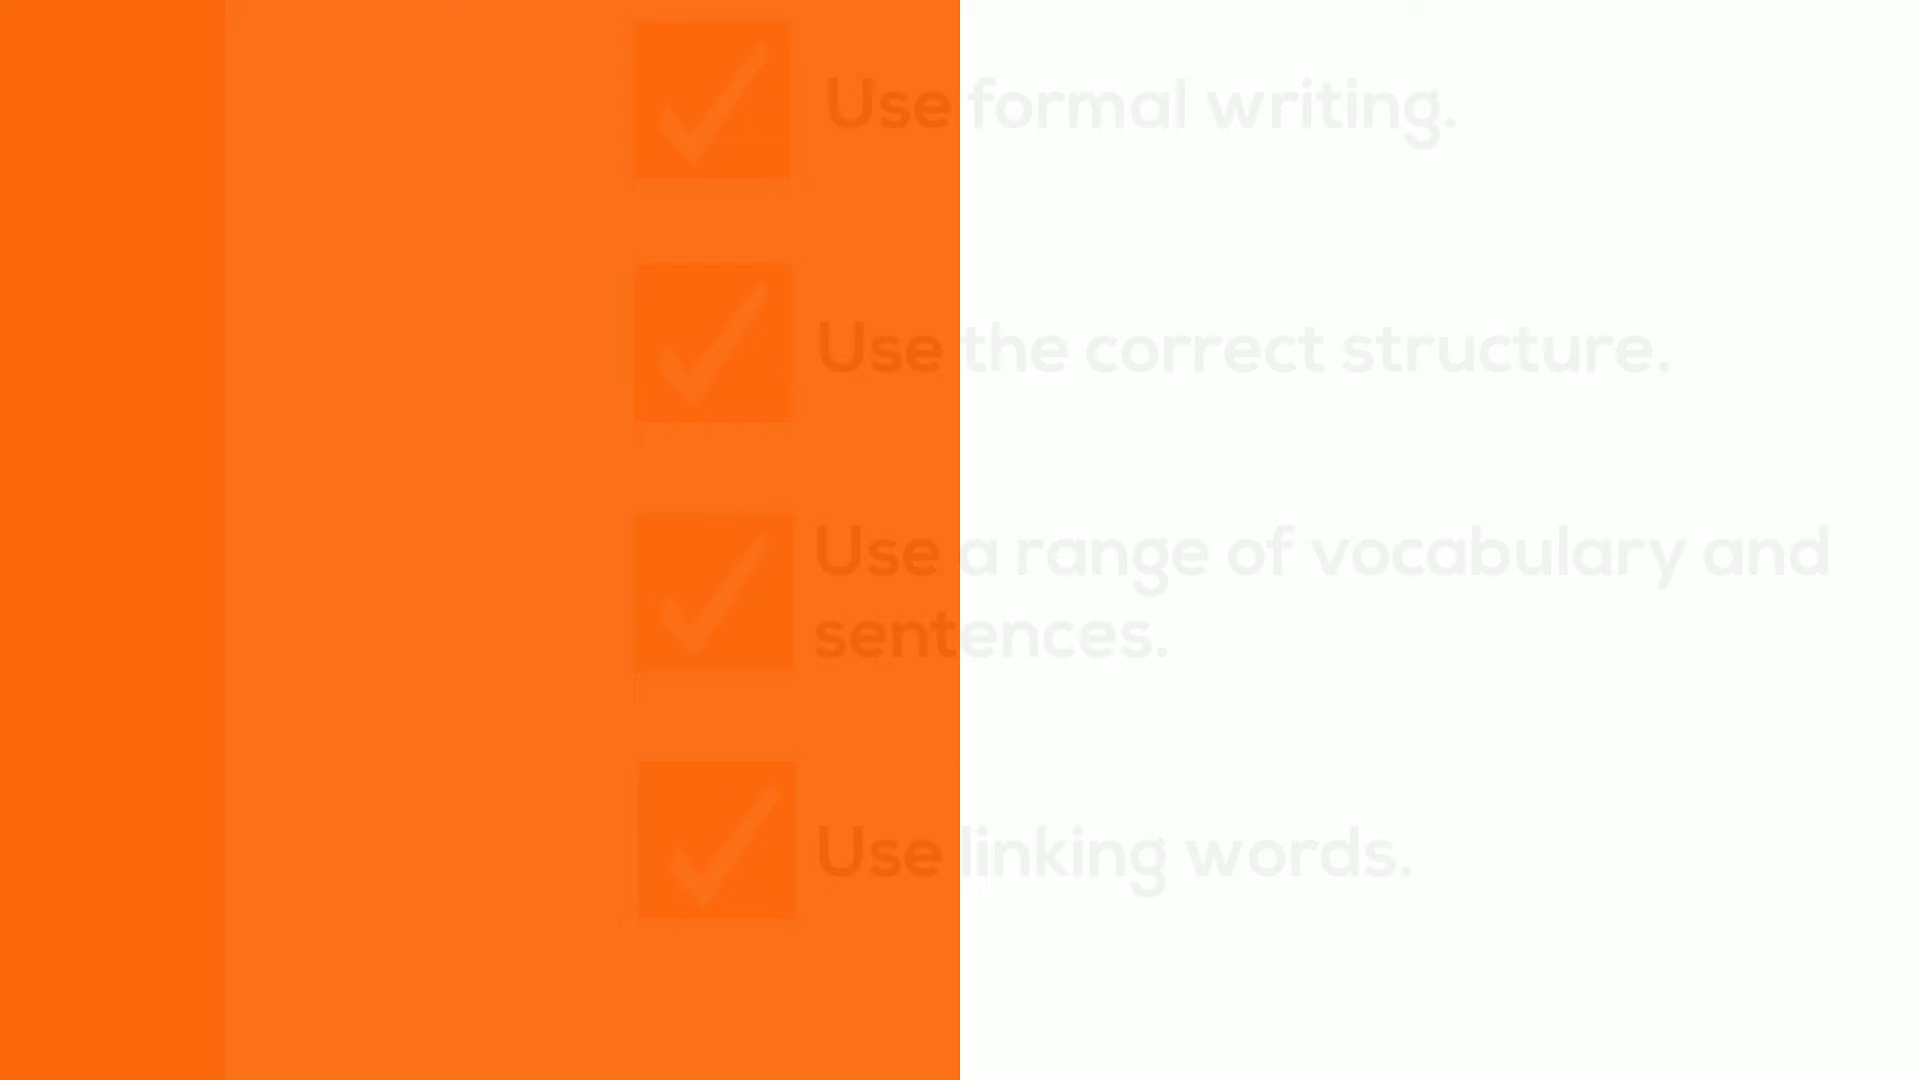 Use formal writing.
Use the correct structure.
Use a range of vocabulary and
sentences.
Use linking words.